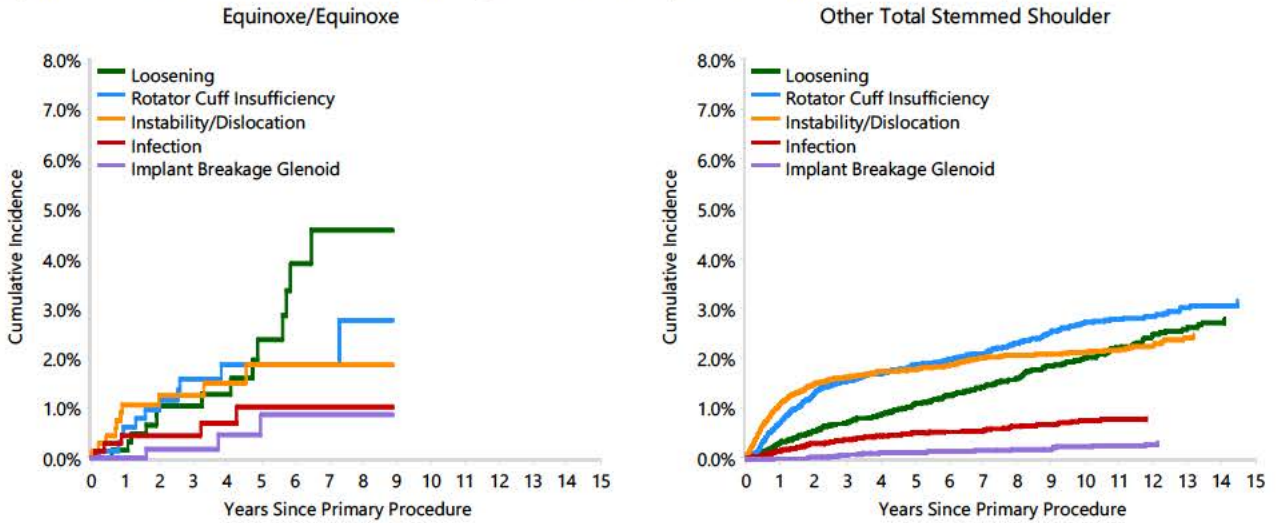 Equinoxe/Equinoxe
8.0%
7.0%
6.0%
5.0%
4.0%
3.0%
2.0%
1.0%
0.0%
Cumulative Incidence
Loosening
Rotator Cuff Insufficiency
Instability/Dislocation
Infection
Implant Breakage Glenoid
0 1 2 3 4 5 6 7 8 9 10 11 12 13 14 15
Years Since Primary Procedure
Other Total Stemmed Shoulder
8.0%
7.0%
6.0%
5.0%
4.0%
3.0%
2.0%
1.0%
0.0%
Cumulative Incidence
Loosening
Rotator Cuff Insufficiency
Instability/Dislocation
Infection
Implant Breakage Glenoid
0 1 2 3 4 5 6 7 8 9 10 11 12 13 14 15
Years Since Primary Procedure